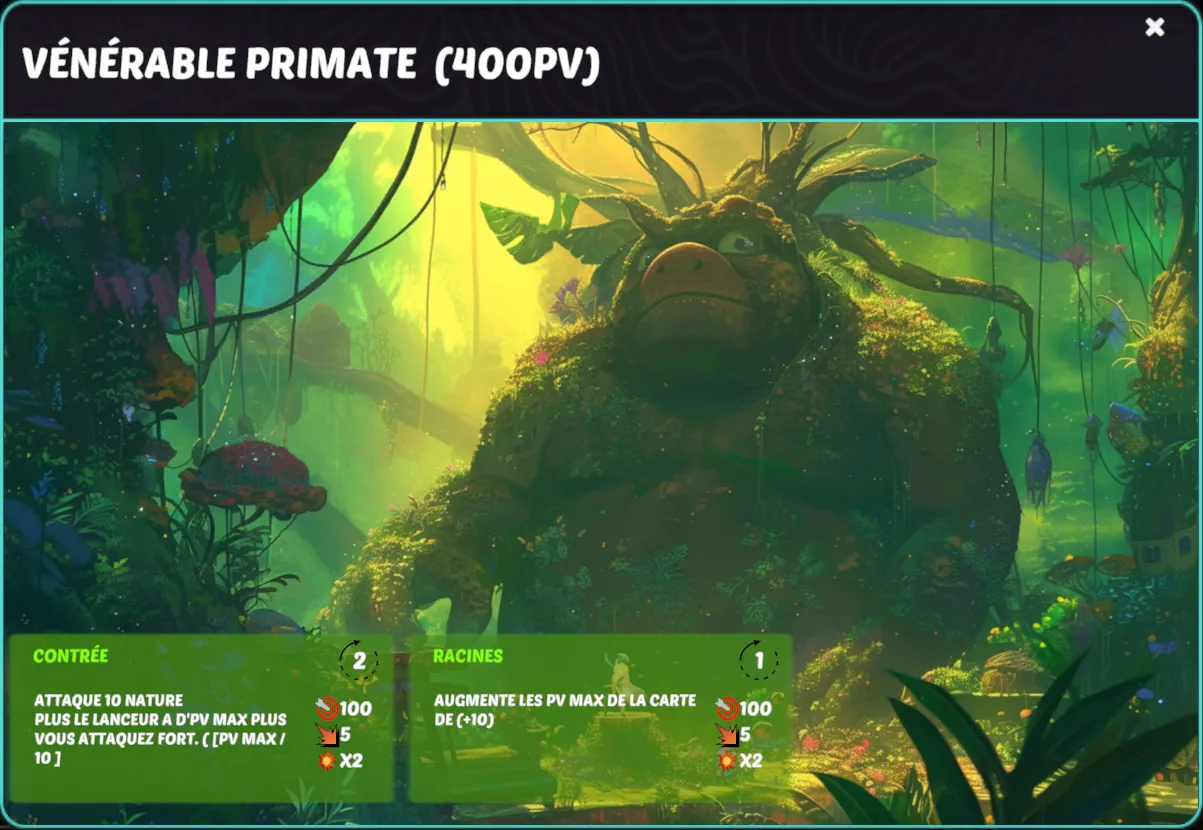 VÉNÉRABLE PRIMATE (400PV)
CONTRÉE
2
ATTAQUE 10 NATURE
PLUS LE LANCEUR A D'PV MAX PLUS
VOUS ATTAQUEZ FORT. ( [PV MAX /
10 ]
100
5
X2
RACINES
1
AUGMENTE LES PV MAX DE LA CARTE
DE (+10)
100
5
X2